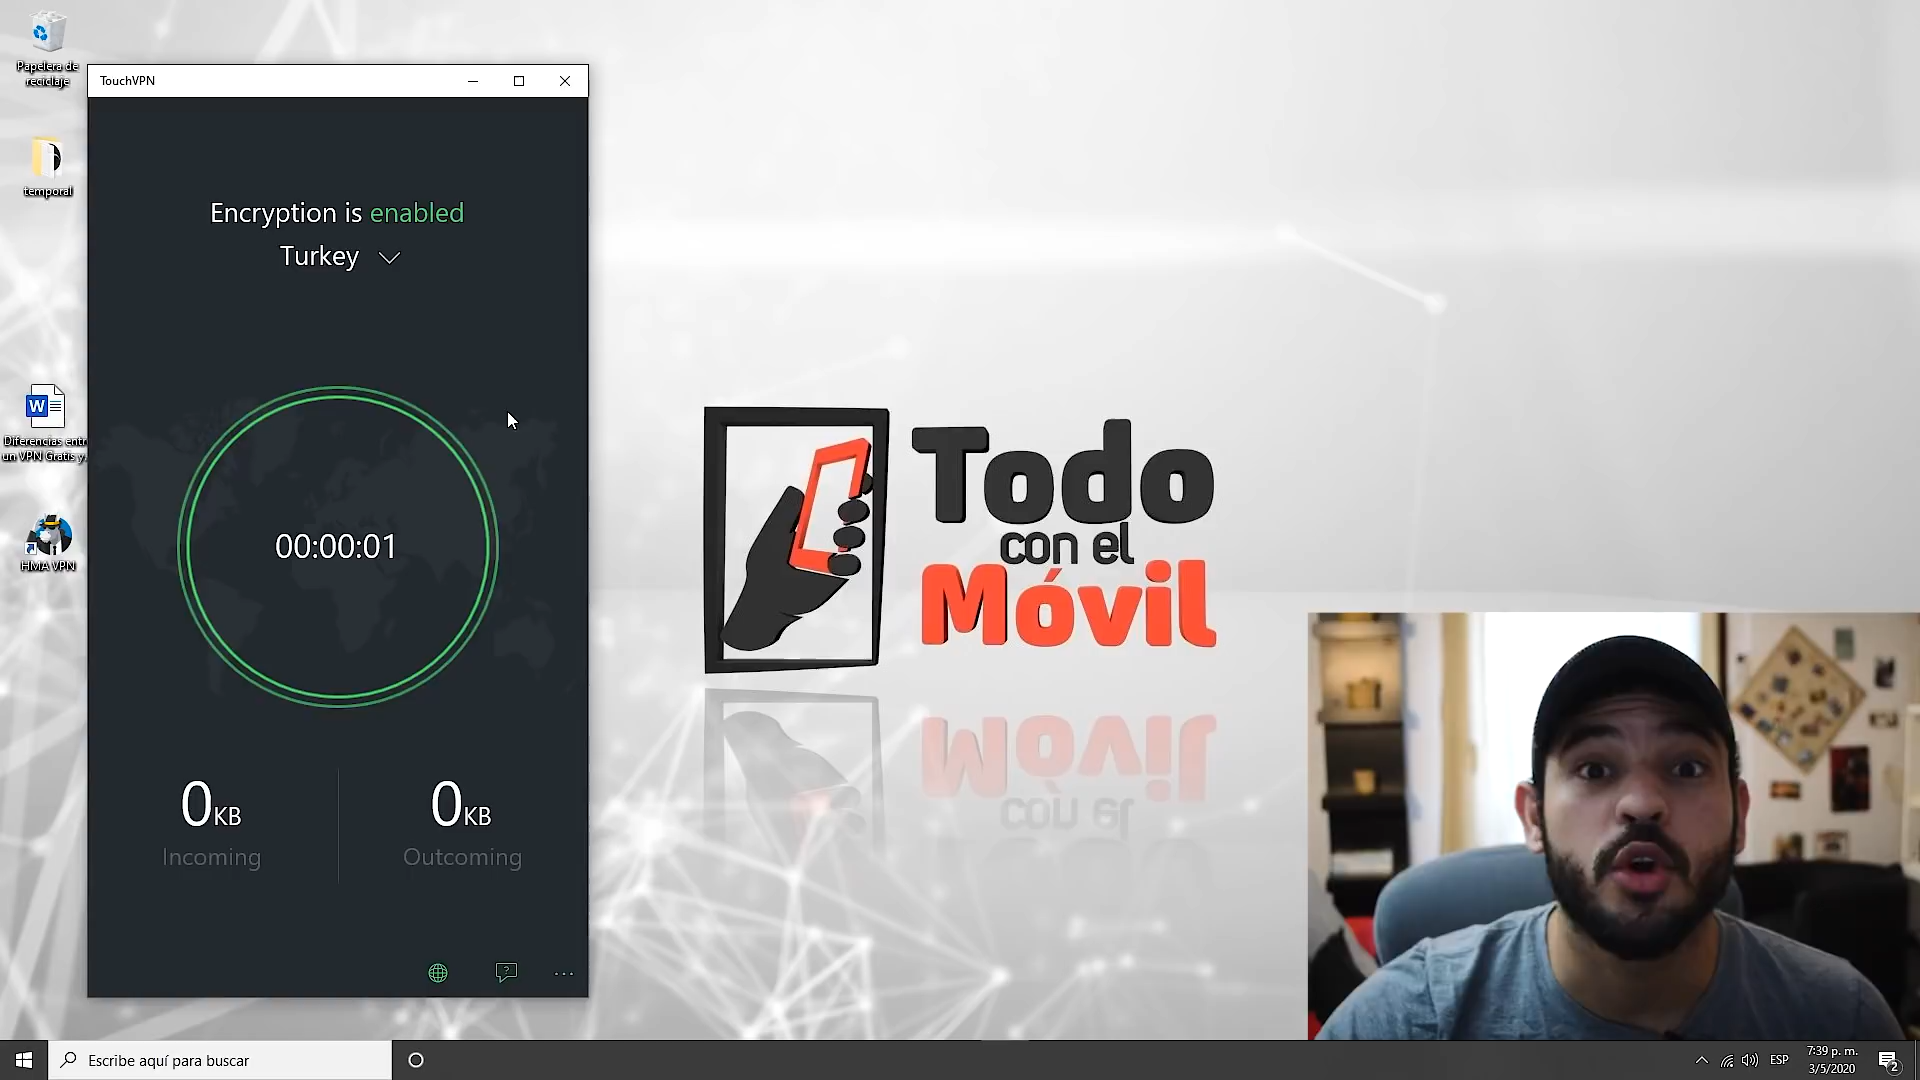 Papelera de
reciclaje
temporal
Diferencias entr
un VPN Gratis y.
HMA VPN
TouchVPN
Encryption is enabled
Turkey
00:00:01
0KB
Incoming
0KB
Outcoming
Todo
con el
Móvil
Escribe aquí para buscar
ESP
7:39 p. m.
3/5/2020
2